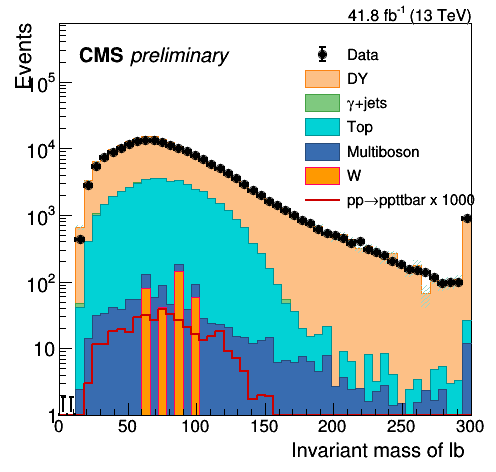 41.8 fb⁻¹ (13 TeV)
Events
CMS preliminary
Data
DY
γ+jets
Top
Multiboson
W
pp→ppttbar x 1000
10⁵
10⁴
10³
10²
10
1
0 50 100 150 200 250 300
Invariant mass of lb